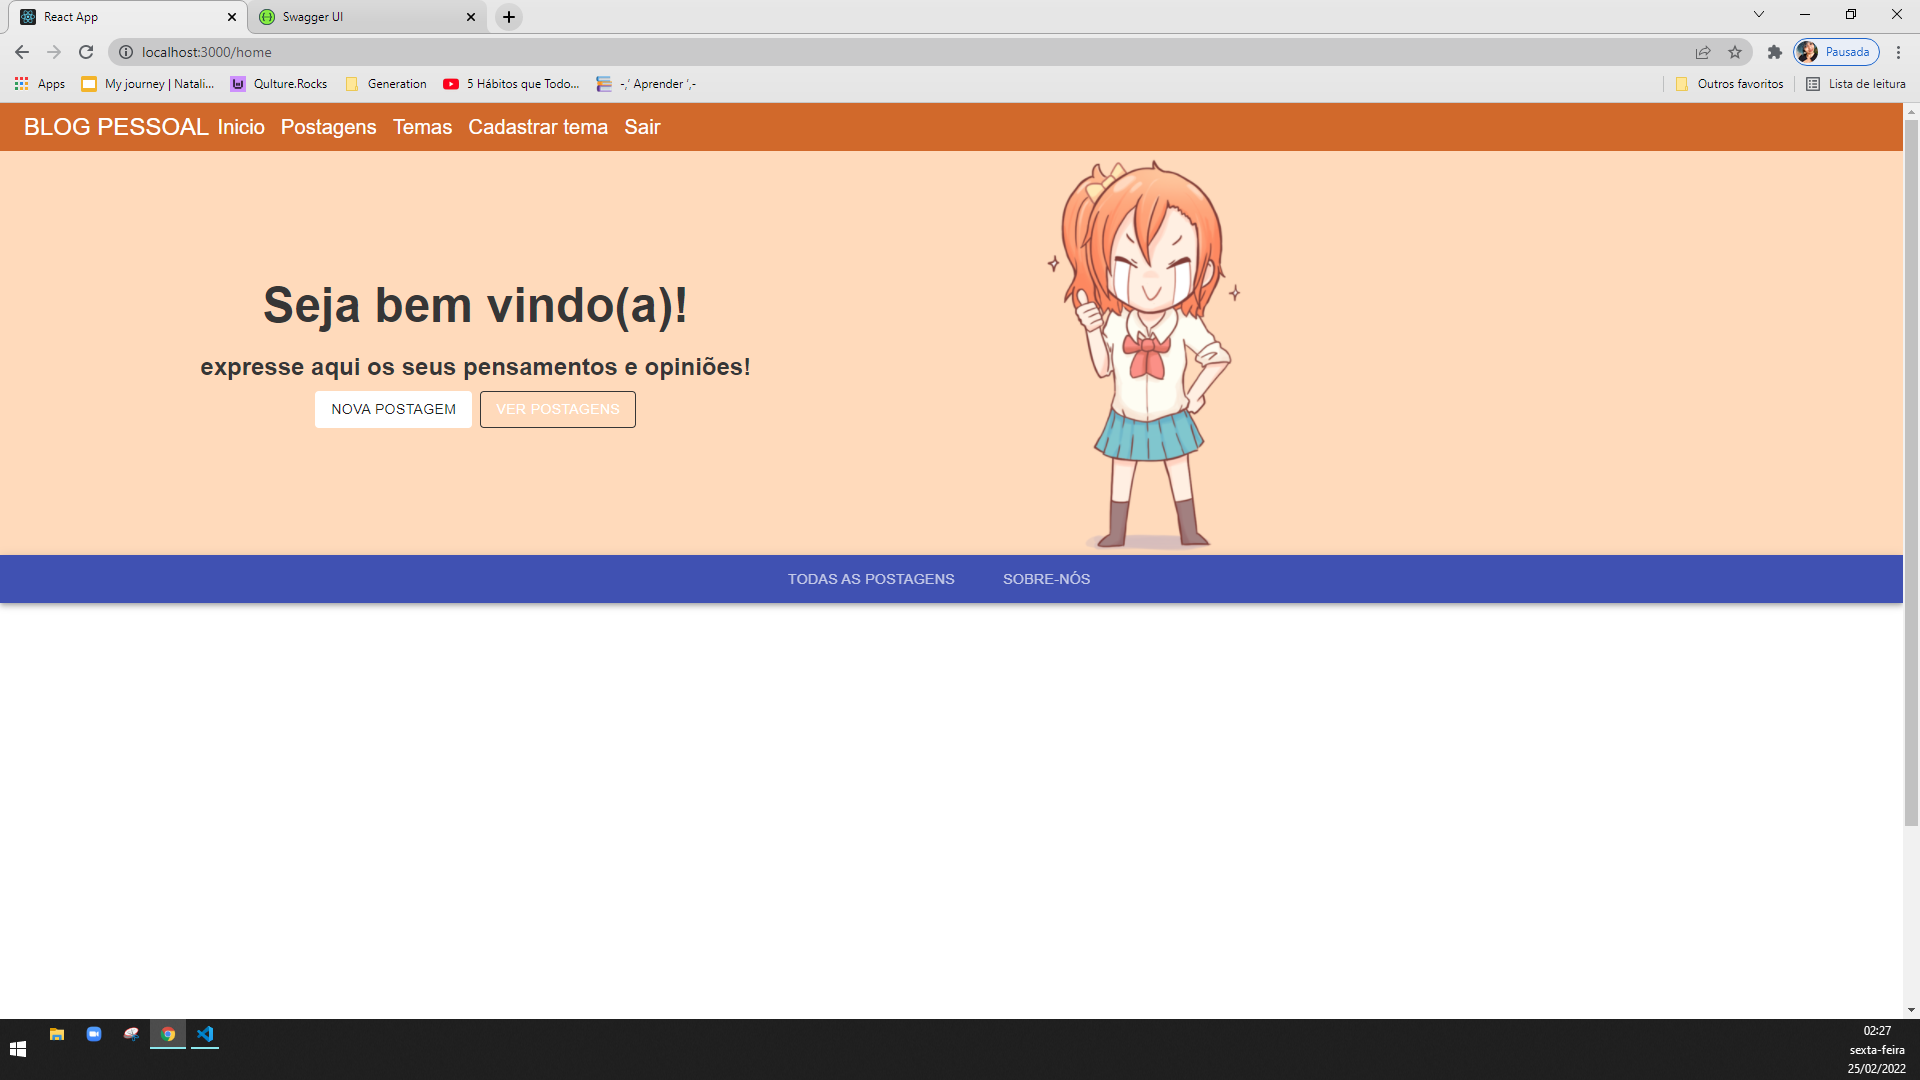 React App
Swagger UI
localhost:3000/home
Pausada
Apps
My journey | Natali...
Qulture.Rocks
Generation
5 Hábitos que Todo...
-,' Aprender ',-
Outros favoritos
Lista de leitura
BLOG PESSOAL Inicio Postagens Temas Cadastrar tema Sair
Seja bem vindo(a)!
expresse aqui os seus pensamentos e opiniões!
NOVA POSTAGEM
VER POSTAGENS
TODAS AS POSTAGENS
SOBRE-NÓS
02:27
sexta-feira
25/02/2022